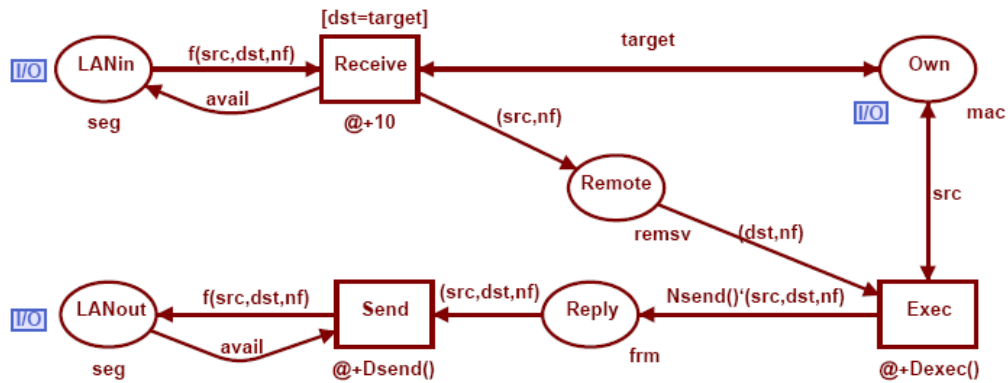 [dst=target]
I/O
LANin
f(src,dst,nf)
Receive
target
Own
avail
seg
@+10
I/O
mac
(src,nf)
Remote
src
remsv
(dst,nf)
I/O
LANout
f(src,dst,nf)
Send
(src,dst,nf)
Reply
Nsend()‘(src,dst,nf)
Exec
avail
seg
@+Dsend()
frm
@+Dexec()